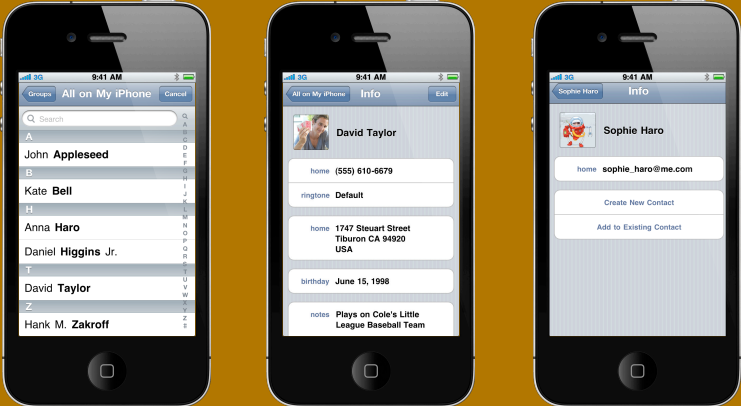 3G 9:41 AM
Groups All on My iPhone Cancel
Search
A
John Appleseed
B
Kate Bell
H
Anna Haro
Daniel Higgins Jr.
T
David Taylor
Z
Hank M. Zakroff
A
B
C
D
E
F
G
H
I
J
K
L
M
N
O
P
Q
R
S
T
U
V
W
X
Y
Z
#
3G 9:41 AM
All on My iPhone Info Edit
David Taylor
home (555) 610-6679
ringtone Default
home 1747 Steuart Street
Tiburon CA 94920
USA
birthday June 15, 1998
notes Plays on Cole's Little
League Baseball Team
3G 9:41 AM
Sophie Haro Info
Sophie Haro
home sophie_haro@me.com
Create New Contact
Add to Existing Contact